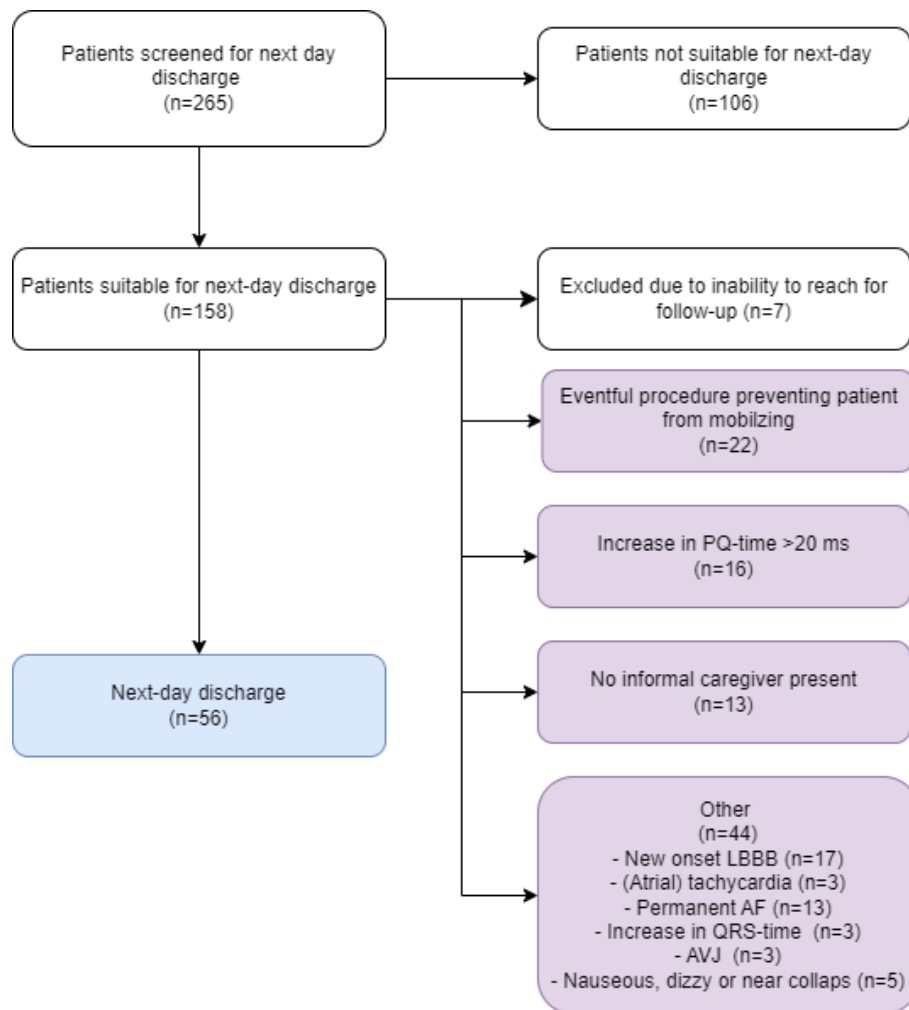 Patients screened for next day
discharge
(n=265)
Patients not suitable for next-day
discharge
(n=106)
Patients suitable for next-day discharge
(n=158)
Excluded due to inability to reach for
follow-up (n=7)
Eventful procedure preventing patient
from mobilzing
(n=22)
Increase in PQ-time >20 ms
(n=16)
No informal caregiver present
(n=13)
Next-day discharge
(n=56)
Other
(n=44)
- New onset LBBB (n=17)
- (Atrial) tachycardia (n=3)
- Permanent AF (n=13)
- Increase in QRS-time (n=3)
- AVJ (n=3)
- Nauseous, dizzy or near collaps (n=5)